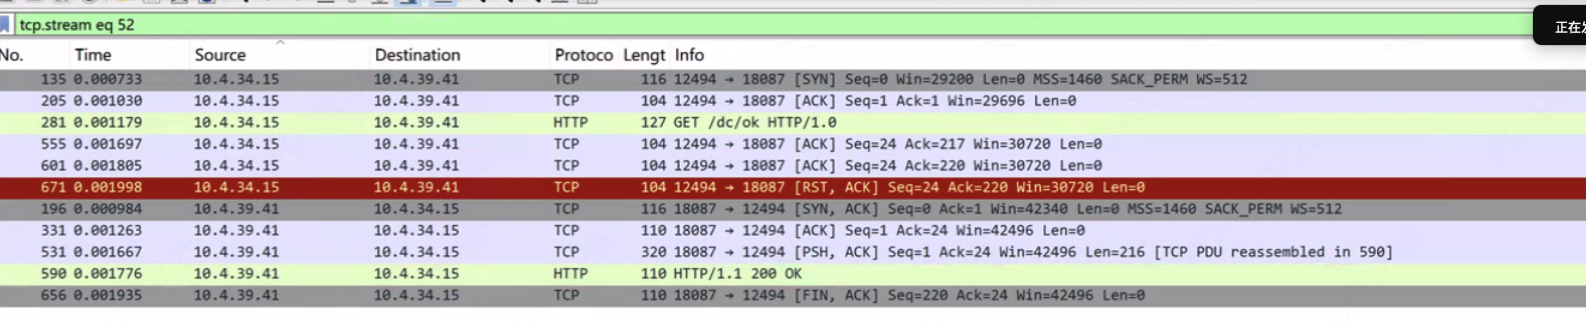 tcp.stream eq 52
正在
No. Time Source Destination Protoco Lengt Info
135 0.000733 10.4.34.15 10.4.39.41 TCP 116 12494 → 18087 [SYN] Seq=0 Win=29200 Len=0 MSS=1460 SACK_PERM WS=512
205 0.001030 10.4.34.15 10.4.39.41 TCP 104 12494 → 18087 [ACK] Seq=1 Ack=1 Win=29696 Len=0
281 0.001179 10.4.34.15 10.4.39.41 HTTP 127 GET /dc/ok HTTP/1.0
555 0.001697 10.4.34.15 10.4.39.41 TCP 104 12494 → 18087 [ACK] Seq=24 Ack=217 Win=30720 Len=0
601 0.001805 10.4.34.15 10.4.39.41 TCP 104 12494 → 18087 [ACK] Seq=24 Ack=220 Win=30720 Len=0
671 0.001998 10.4.34.15 10.4.39.41 TCP 104 12494 → 18087 [RST, ACK] Seq=24 Ack=220 Win=30720 Len=0
196 0.000984 10.4.39.41 10.4.34.15 TCP 116 18087 → 12494 [SYN, ACK] Seq=0 Ack=1 Win=42340 Len=0 MSS=1460 SACK_PERM WS=512
331 0.001263 10.4.39.41 10.4.34.15 TCP 110 18087 → 12494 [ACK] Seq=1 Ack=24 Win=42496 Len=0
531 0.001667 10.4.39.41 10.4.34.15 TCP 320 18087 → 12494 [PSH, ACK] Seq=1 Ack=24 Win=42496 Len=216 [TCP PDU reassembled in 590]
590 0.001776 10.4.39.41 10.4.34.15 HTTP 110 HTTP/1.1 200 OK
656 0.001935 10.4.39.41 10.4.34.15 TCP 110 18087 → 12494 [FIN, ACK] Seq=220 Ack=24 Win=42496 Len=0